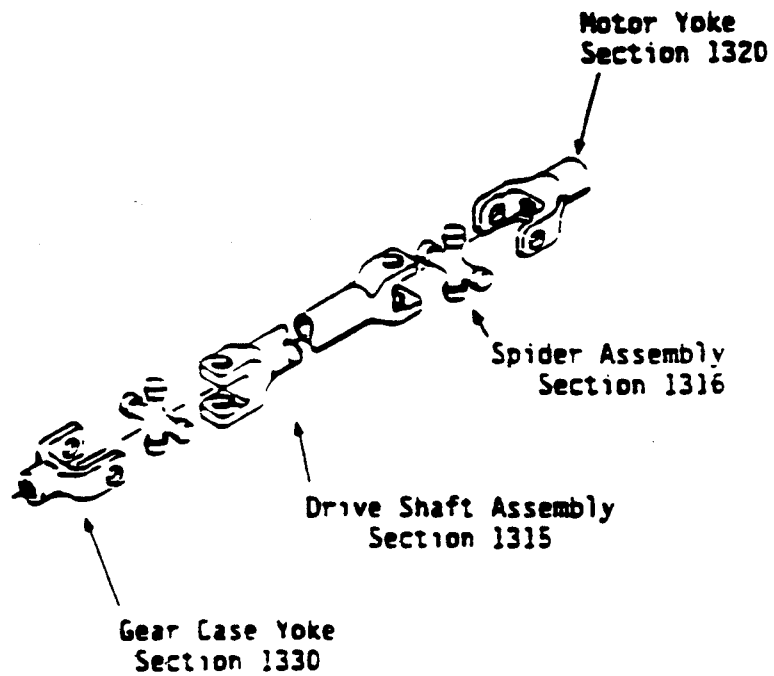 Motor Yoke
Section 1320
Spider Assembly
Section 1316
Drive Shaft Assembly
Section 1315
Gear Case Yoke
Section 1330